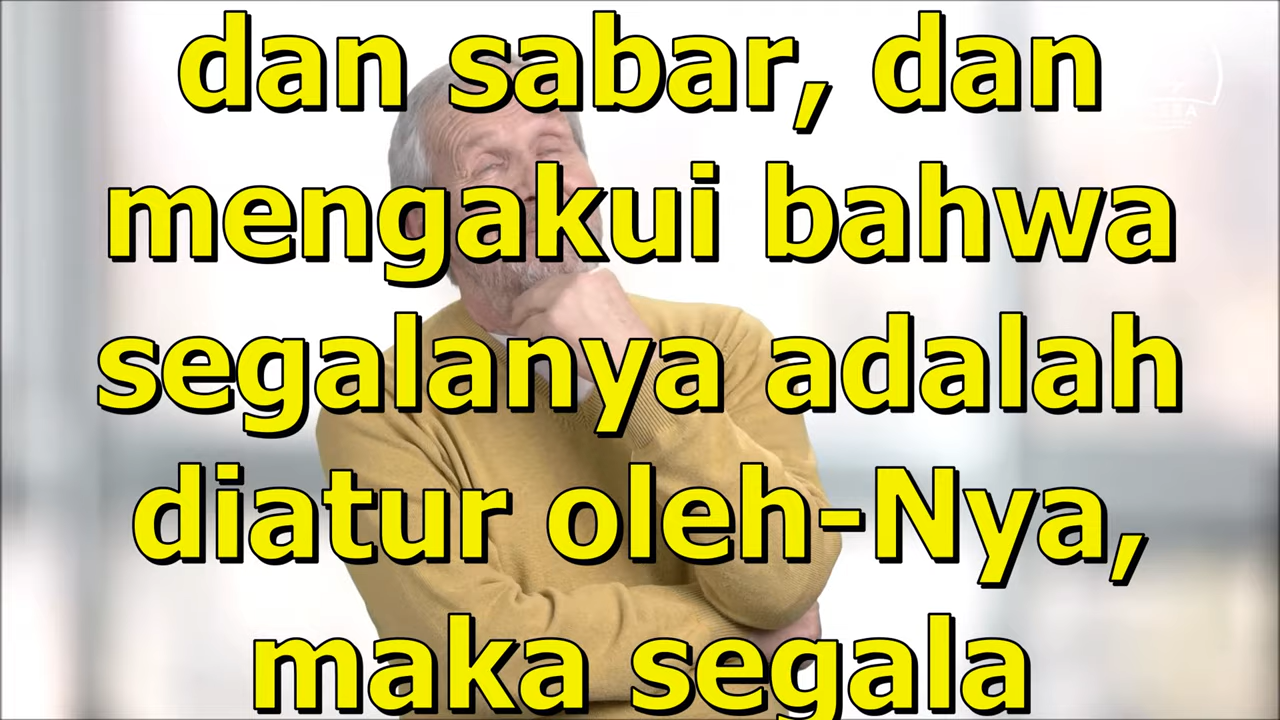 dan sabar, dan
mengakui bahwa
segalanya adalah
diatur oleh-Nya,
maka segala